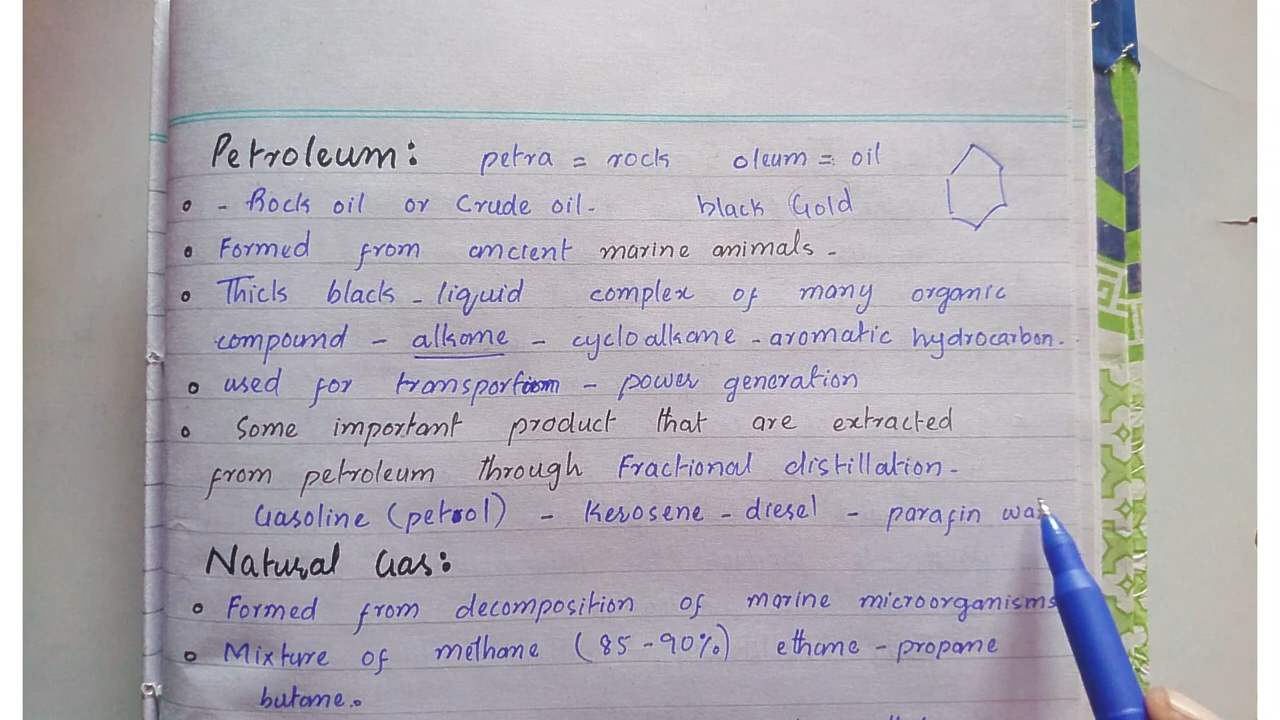 Petroleum: petra = rock oleum = oil
- Rock oil or Crude oil- black Gold
Formed from ancient marine animals -
Thick black - liquid complex of many organic
compound - alkane - cycloalkane - aromatic hydrocarbon.
used for transportion - power generation
Some important product that are extracted
from petroleum through Fractional distillation-
Gasoline (petrol) - Kerosene - diesel - parafin
Natural Gas:
Formed from decomposition of marine microorganisms
Mixture of methane (85-90%) ethane - propane
butane.